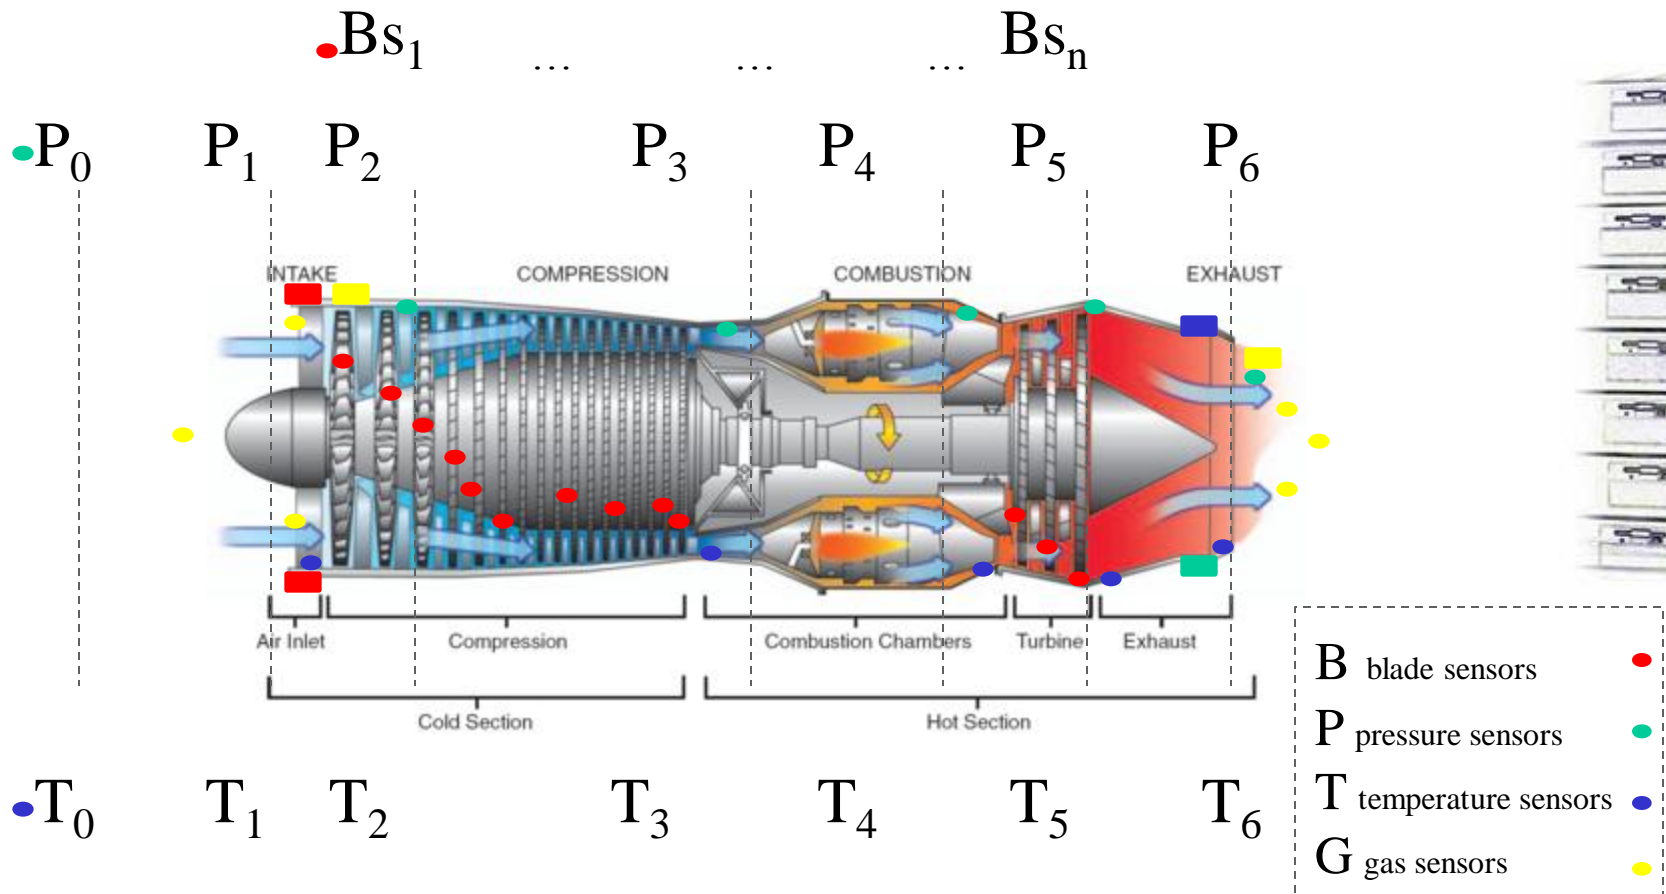 Bs1 ... ... ... Bsn
P0 P1 P2 P3 P4 P5 P6
INTAKE COMPRESSION COMBUSTION EXHAUST
Air Inlet Compression Combustion Chambers Turbine Exhaust
Cold Section Hot Section
T0 T1 T2 T3 T4 T5 T6
B blade sensors
P pressure sensors
T temperature sensors
G gas sensors